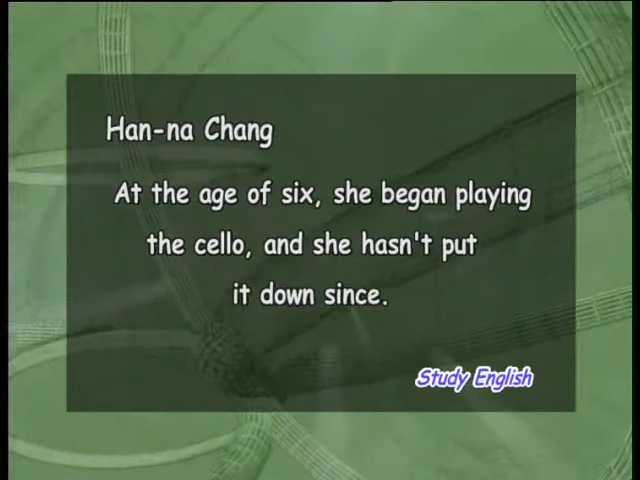 Han-na Chang
At the age of six, she began playing
the cello, and she hasn't put
it down since.
Study English